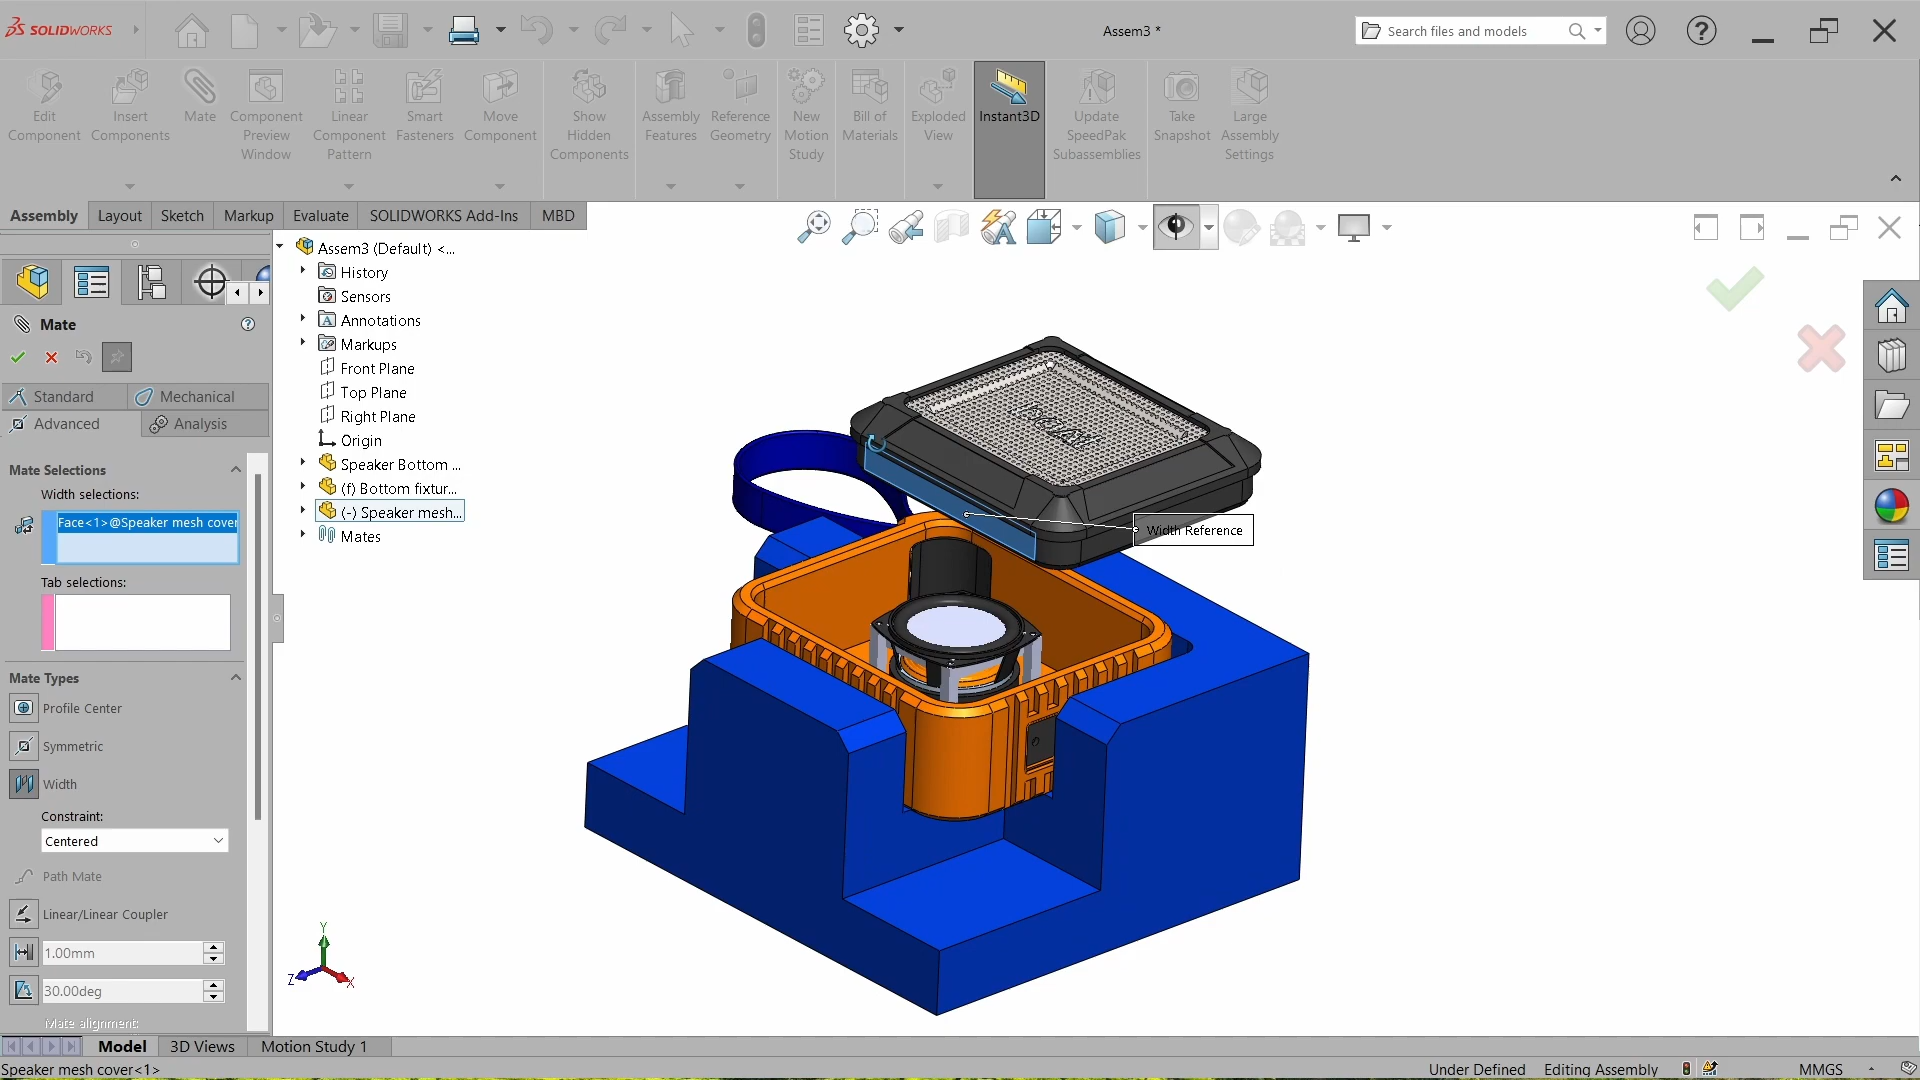 SOLIDWORKS
Assem3 *
Search files and models
Edit Component
Insert Components
Mate
Component Preview Window
Linear Component Pattern
Smart Fasteners
Move Component
Show Hidden Components
Assembly Features
Reference Geometry
New Motion Study
Bill of Materials
Exploded View
Instant3D
Update SpeedPak Subassemblies
Take Snapshot
Large Assembly Settings
Assembly
Layout
Sketch
Markup
Evaluate
SOLIDWORKS Add-Ins
MBD
Assem3 (Default) <...
History
Sensors
Annotations
Markups
Front Plane
Top Plane
Right Plane
Origin
Speaker Bottom ...
(f) Bottom fixtur...
(-) Speaker mesh...
Mates
Mate
Standard
Mechanical
Advanced
Analysis
Mate Selections
Width selections:
Face<1>@Speaker mesh cover
Tab selections:
Mate Types
Profile Center
Symmetric
Width
Constraint:
Centered
Path Mate
Linear/Linear Coupler
1.00mm
30.00deg
Mate alignment:
Width Reference
Y
Z
X
Model
3D Views
Motion Study 1
Speaker mesh cover<1>
Under Defined
Editing Assembly
MMGS